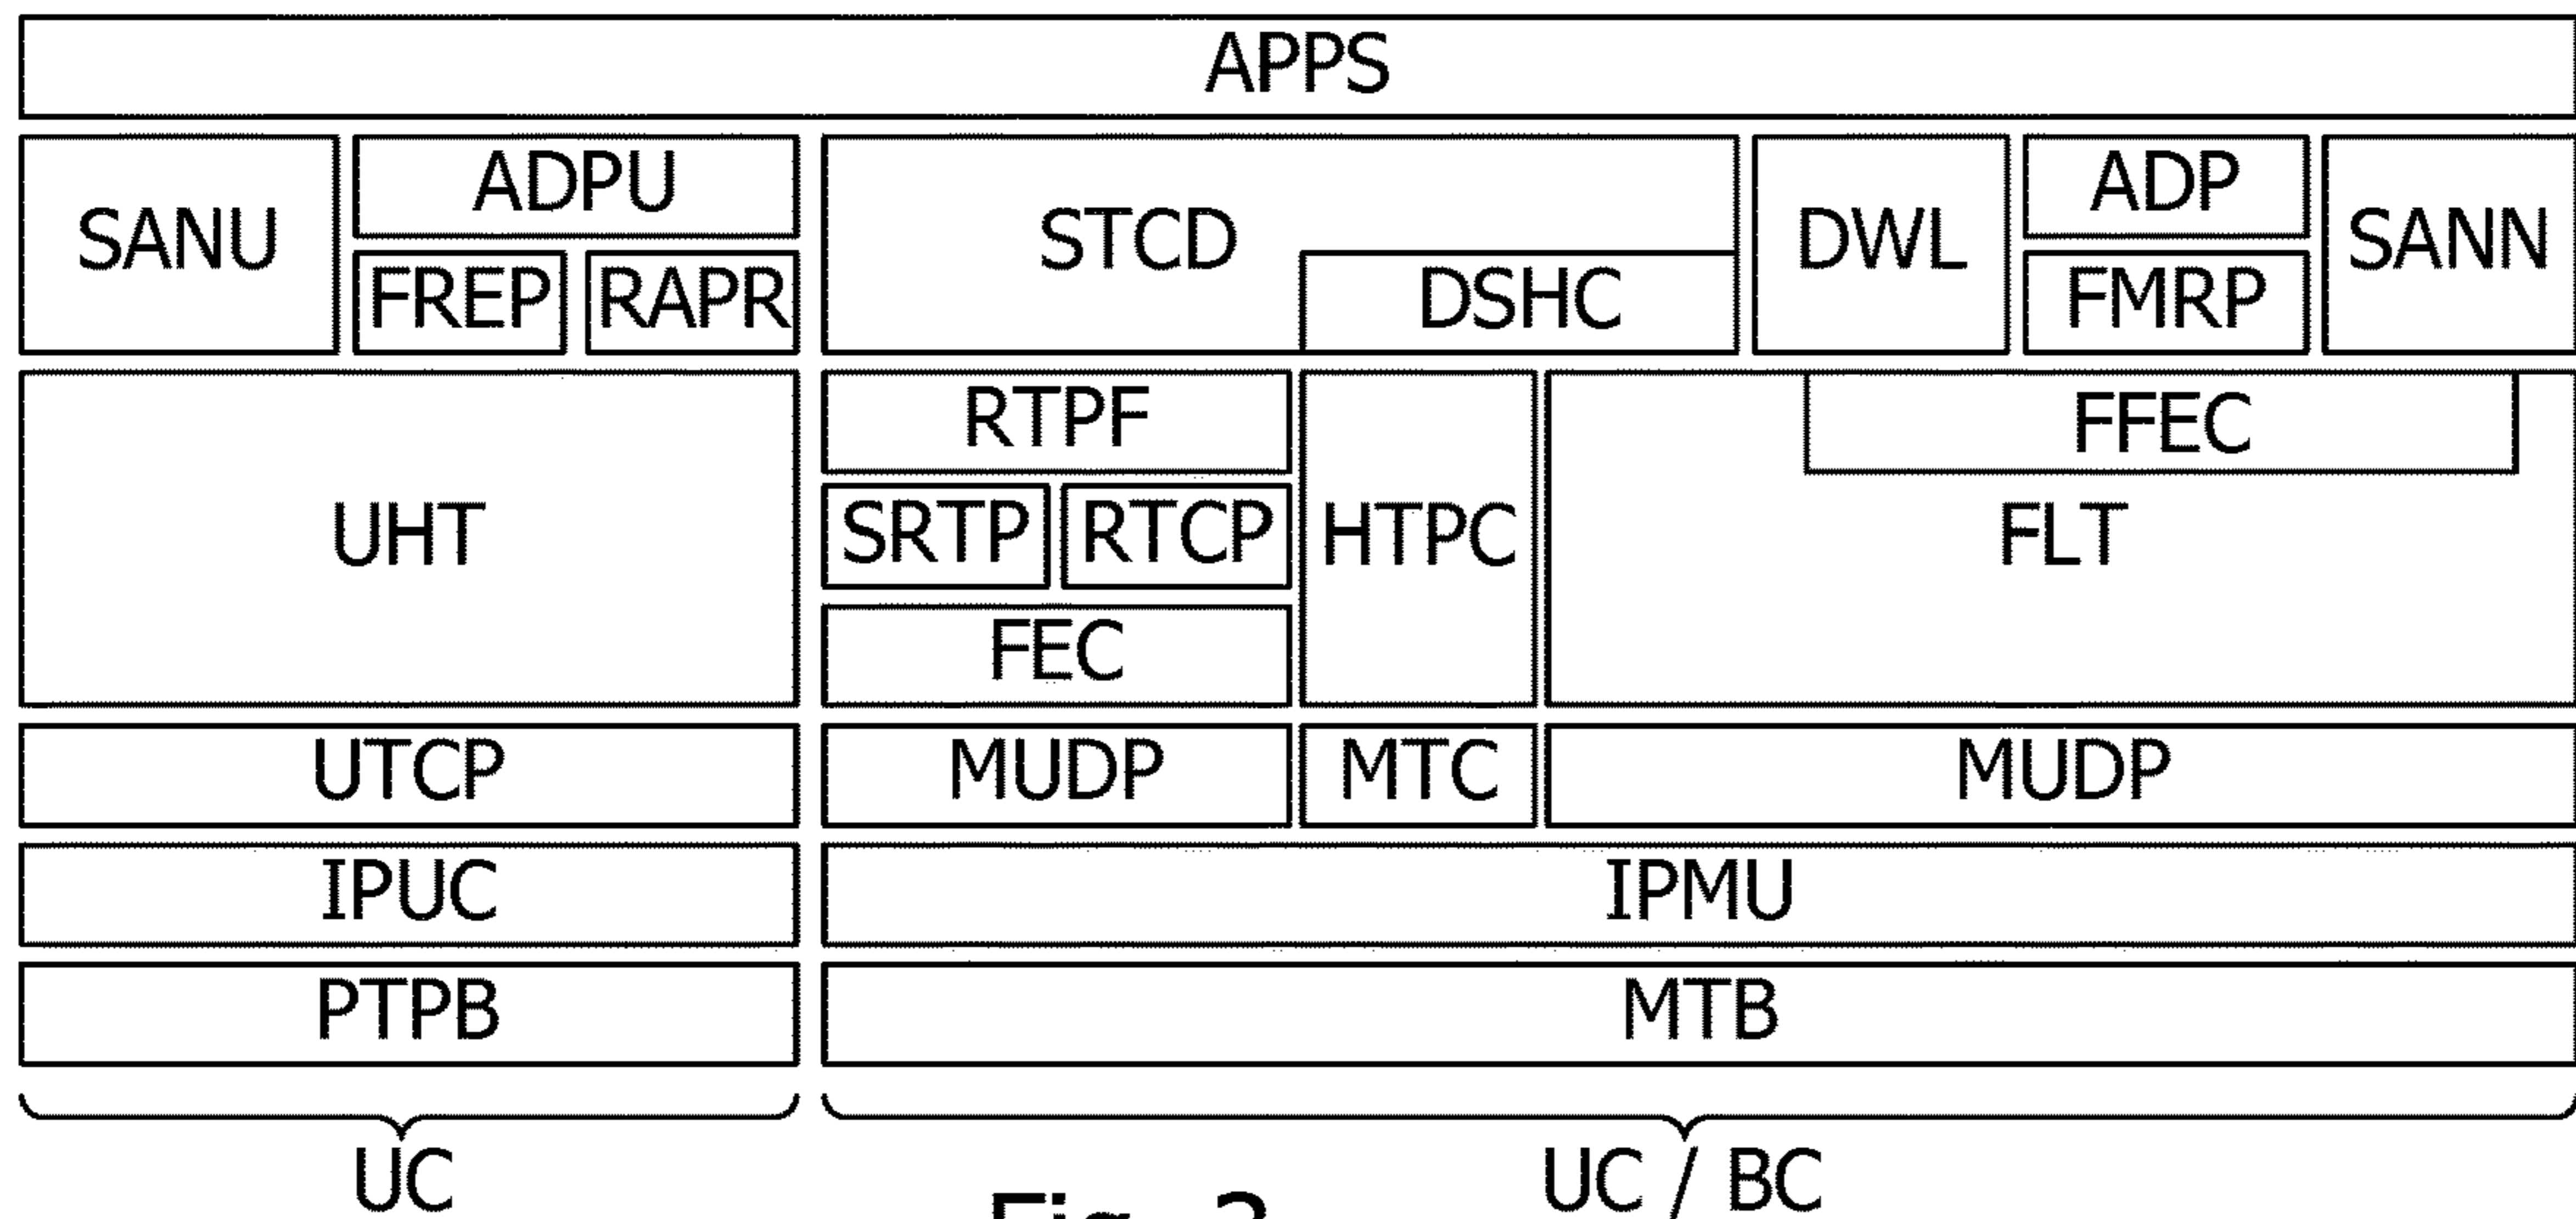 APPS
SANU
ADPU
FREP RAPR
STCD
DSHC
DWL
ADP
FMRP
SANN
UHT
RTPF
SRTP RTCP
FEC
HTPC
FFEC
FLT
UTCP MUDP MTC MUDP
IPUC IPMU
PTPB MTB
UC UC / BC